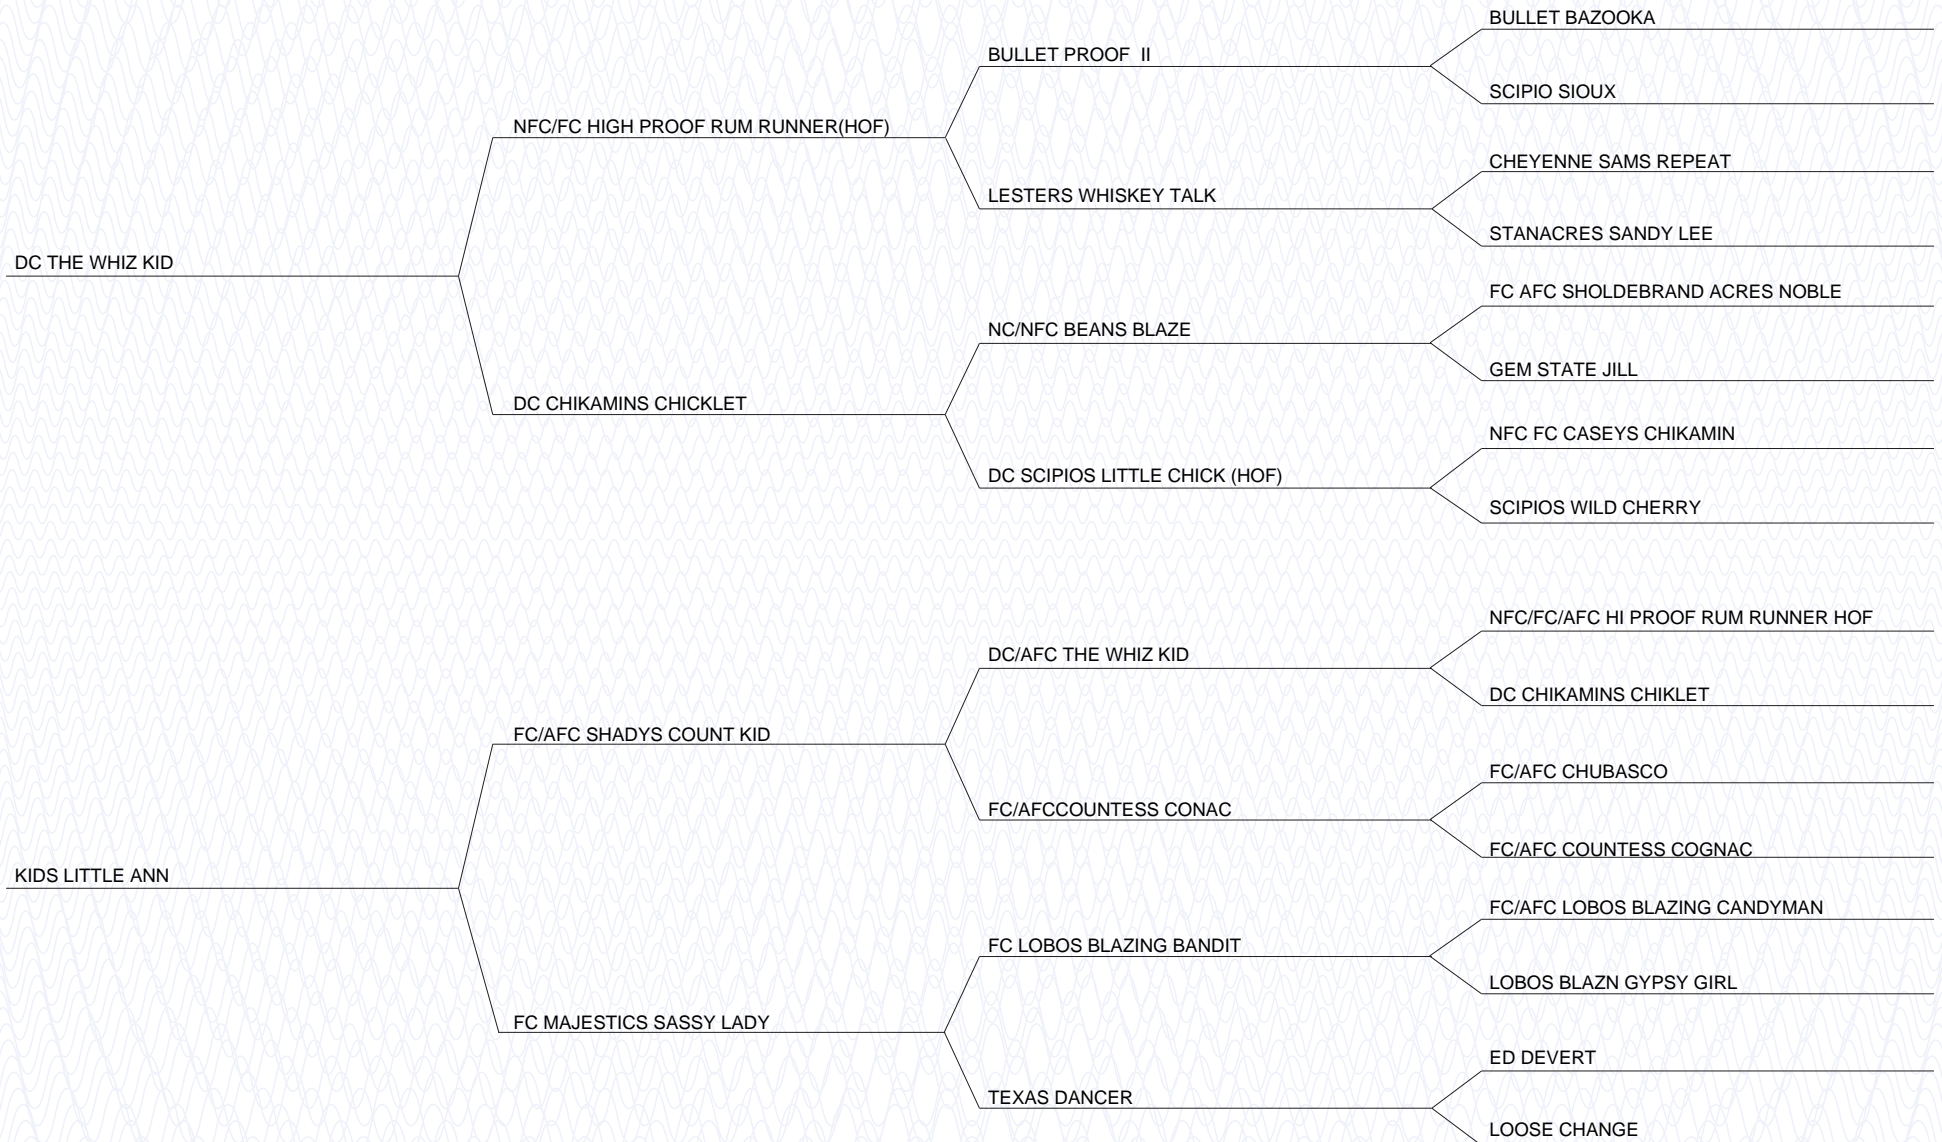 BULLET BAZOOKA
BULLET PROOF  II
SCIPIO SIOUX
NFC/FC HIGH PROOF RUM RUNNER(HOF)
CHEYENNE SAMS REPEAT
LESTERS WHISKEY TALK
STANACRES SANDY LEE
DC THE WHIZ KID
FC AFC SHOLDEBRAND ACRES NOBLE
NC/NFC BEANS BLAZE
GEM STATE JILL
DC CHIKAMINS CHICKLET
NFC FC CASEYS CHIKAMIN
DC SCIPIOS LITTLE CHICK (HOF)
SCIPIOS WILD CHERRY
NFC/FC/AFC HI PROOF RUM RUNNER HOF
DC/AFC THE WHIZ KID
DC CHIKAMINS CHIKLET
FC/AFC SHADYS COUNT KID
FC/AFC CHUBASCO
FC/AFCCOUNTESS CONAC
FC/AFC COUNTESS COGNAC
KIDS LITTLE ANN
FC/AFC LOBOS BLAZING CANDYMAN
FC LOBOS BLAZING BANDIT
LOBOS BLAZN GYPSY GIRL
FC MAJESTICS SASSY LADY
ED DEVERT
TEXAS DANCER
LOOSE CHANGE